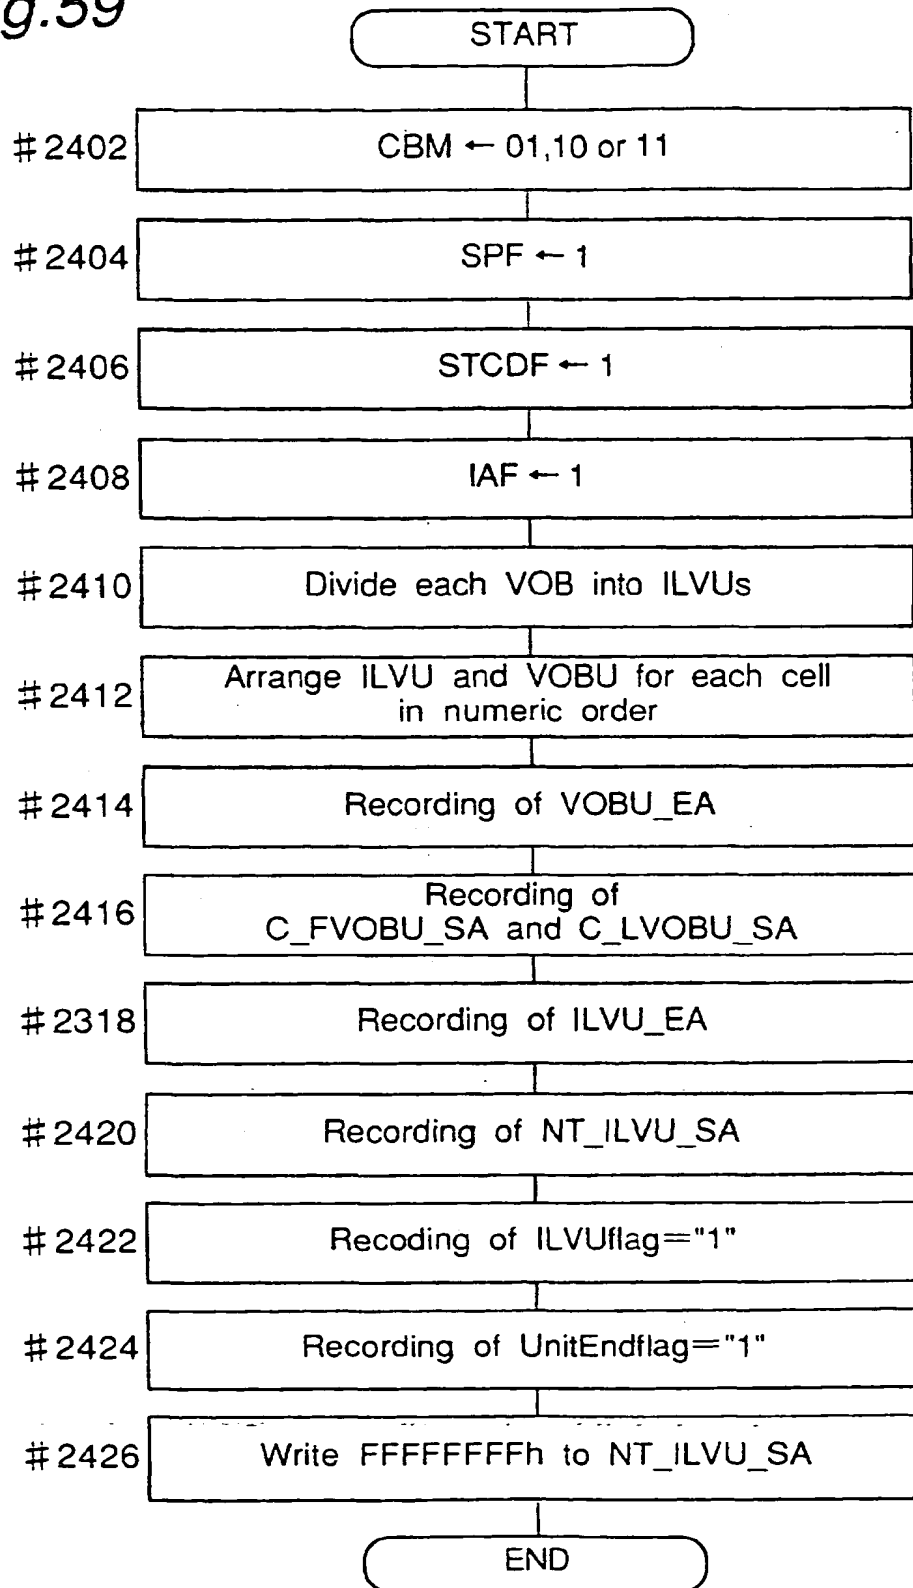 g.59
START
#2402 CBM ← 01,10 or 11
#2404 SPF ← 1
#2406 STCDF ← 1
#2408 IAF ← 1
#2410 Divide each VOB into ILVUs
#2412 Arrange ILVU and VOBU for each cell
in numeric order
#2414 Recording of VOBU_EA
#2416 Recording of
C_FVOBU_SA and C_LVOBU_SA
#2318 Recording of ILVU_EA
#2420 Recording of NT_ILVU_SA
#2422 Recoding of ILVUflag="1"
#2424 Recording of UnitEndflag="1"
#2426 Write FFFFFFFFh to NT_ILVU_SA
END